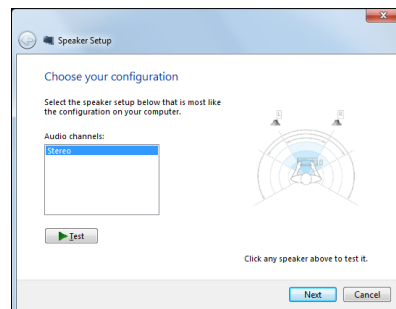 Speaker Setup
Choose your configuration
Select the speaker setup below that is most like
the configuration on your computer.
Audio channels:
Stereo
L
R
Test
Click any speaker above to test it.
Next
Cancel